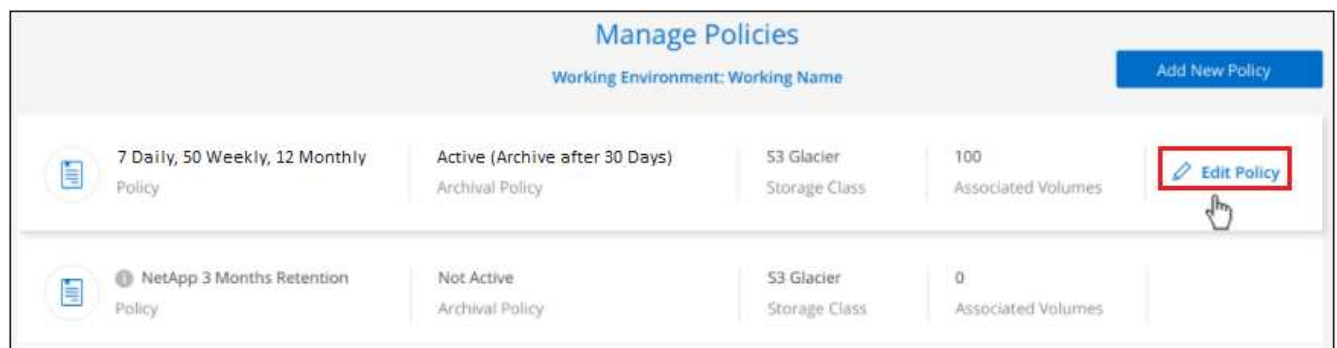 Manage Policies
Working Environment: Working Name
Add New Policy
7 Daily, 50 Weekly, 12 Monthly
Policy
Active (Archive after 30 Days)
Archival Policy
S3 Glacier
Storage Class
100
Associated Volumes
Edit Policy
NetApp 3 Months Retention
Policy
Not Active
Archival Policy
S3 Glacier
Storage Class
0
Associated Volumes